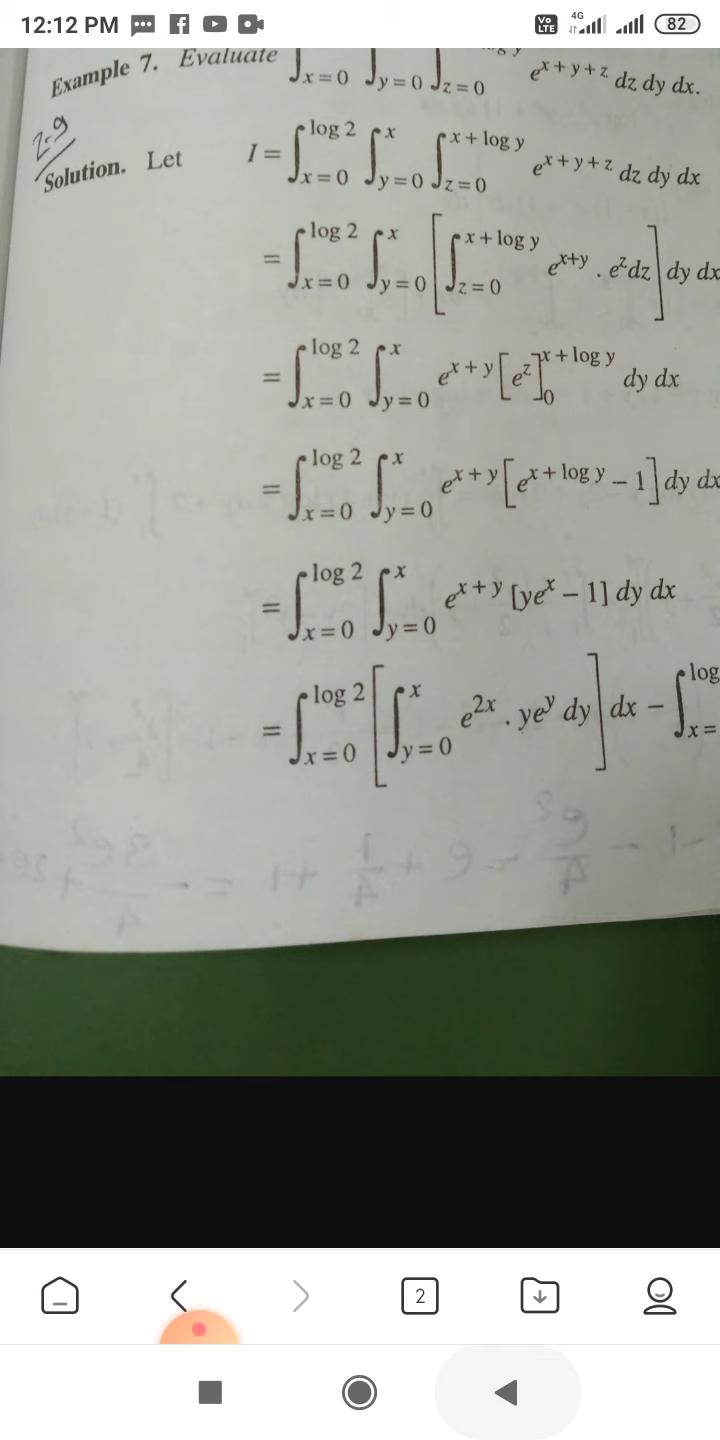 12:12 PM Vo LTE 4G 82
Example 7. Evaluate ∫x=0 ∫y=0 ∫z=0 e^x+y+z dz dy dx.
2-9
Solution. Let I = ∫x=0^log 2 ∫y=0^x ∫z=0^x+log y e^x+y+z dz dy dx
= ∫x=0^log 2 ∫y=0^x [∫z=0^x+log y e^x+y . e^z dz] dy dx
= ∫x=0^log 2 ∫y=0^x e^x+y [e^z]0^x+log y dy dx
= ∫x=0^log 2 ∫y=0^x e^x+y [e^x+log y – 1] dy dx
= ∫x=0^log 2 ∫y=0^x e^x+y [ye^x – 1] dy dx
= ∫x=0^log 2 [∫y=0^x e^2x . ye^y dy] dx – ∫x=^log
2